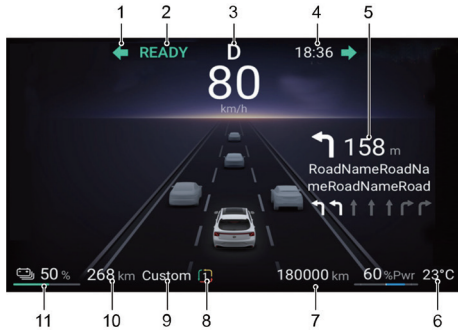 1 2 3 4 5
READY D 18:36
80
km/h
158 m
RoadNameRoadNa
meRoadNameRoad
50 % 268 km Custom 180000 km 60 %Pwr 23°C
11 10 9 8 7 6